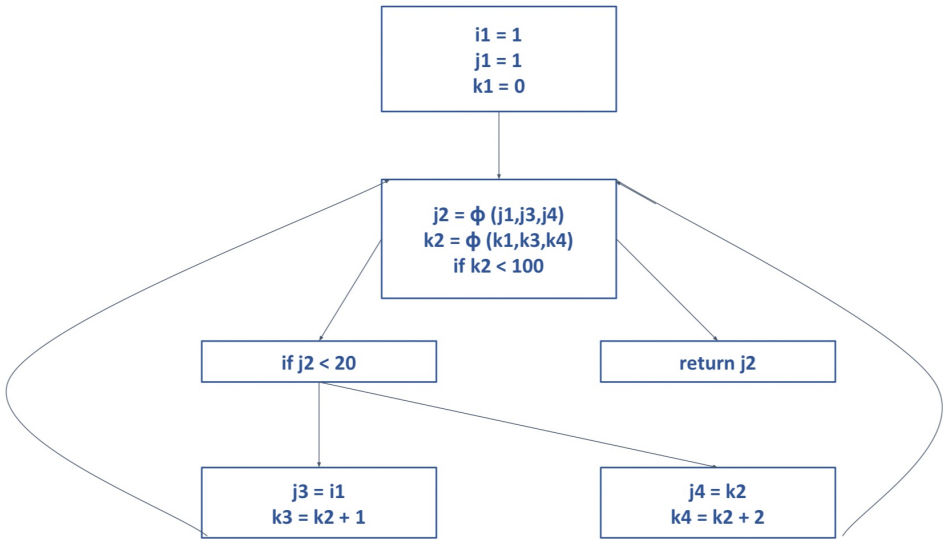 i1 = 1
j1 = 1
k1 = 0
j2 = ф (j1,j3,j4)
k2 = ф (k1,k3,k4)
if k2 < 100
if j2 < 20
return j2
j3 = i1
k3 = k2 + 1
j4 = k2
k4 = k2 + 2